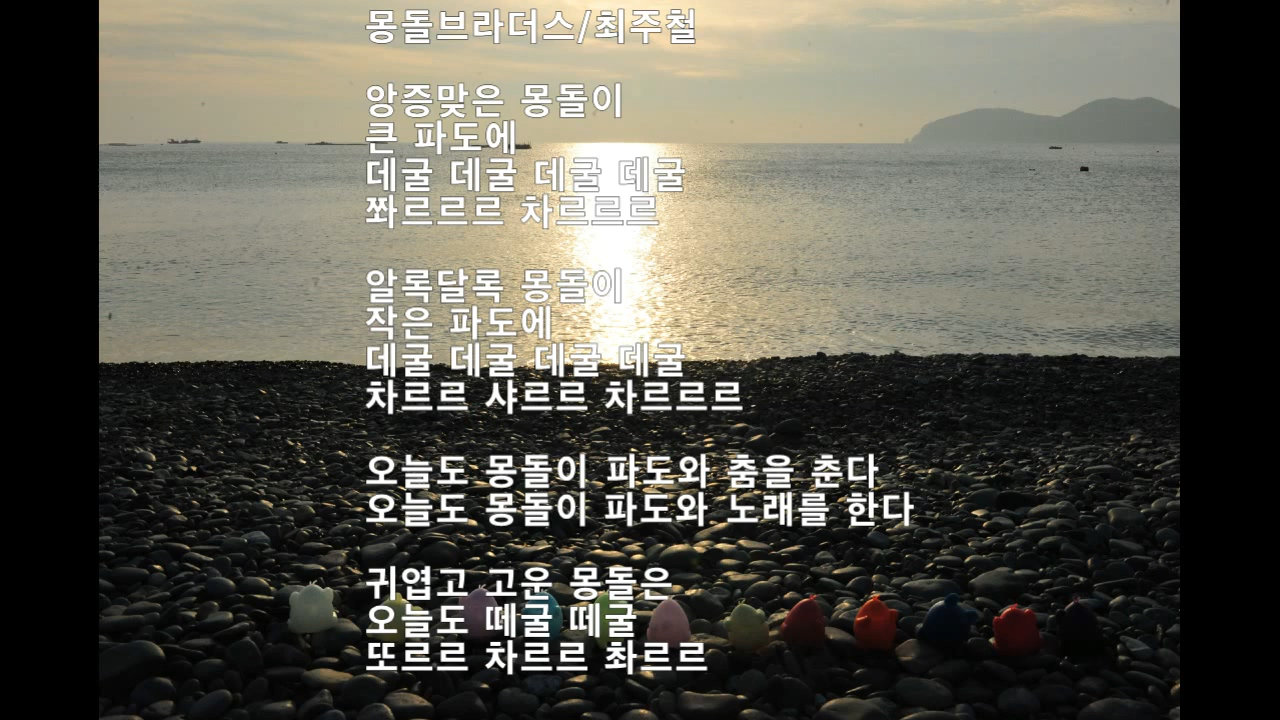 몽돌브라더스/최주철
앙증맞은 몽돌이
큰 파도에
데굴 데굴 데굴 데굴
쫘르르르 차르르르
알록달록 몽돌이
작은 파도에
데굴 데굴 데굴 데굴
차르르 샤르르 차르르르
오늘도 몽돌이 파도와 춤을 춘다
오늘도 몽돌이 파도와 노래를 한다
귀엽고 고운 몽돌은
오늘도 떼굴 떼굴
또르르 차르르 촤르르